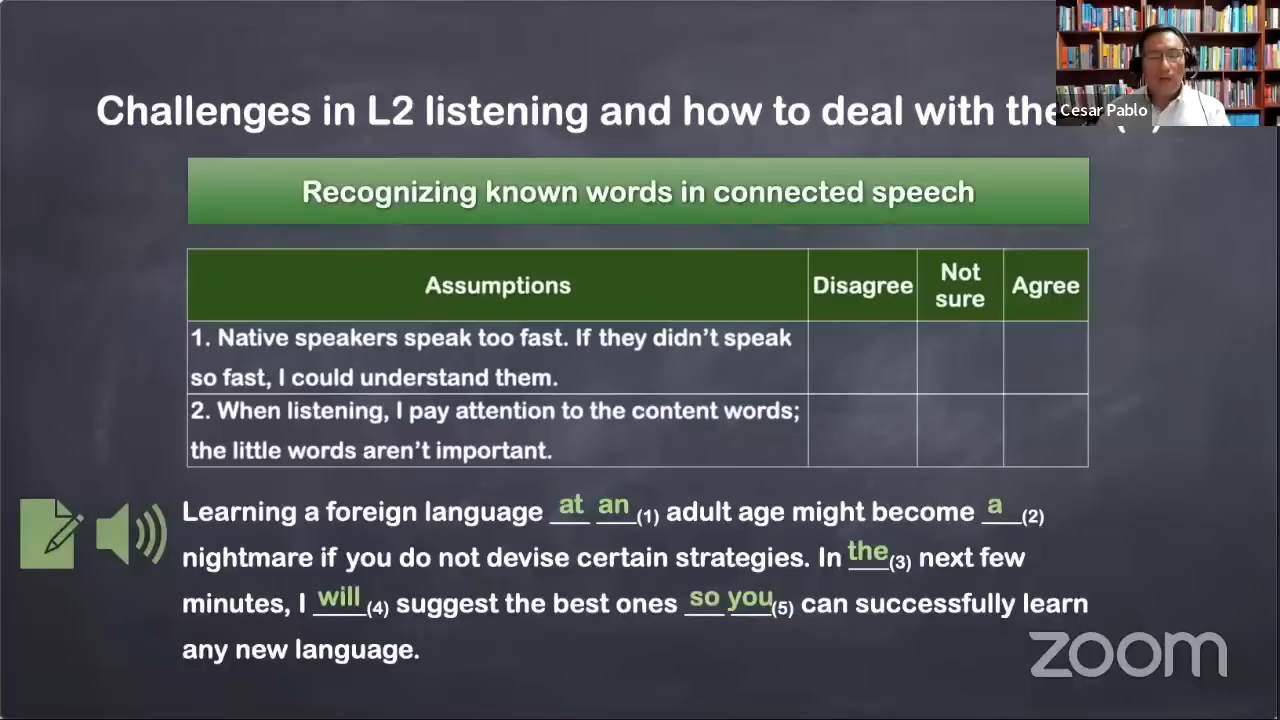 Challenges in L2 listening and how to deal with
Cesar Pablo
Recognizing known words in connected speech
Assumptions Disagree Not sure Agree
1. Native speakers speak too fast. If they didn't speak
so fast, I could understand them.
2. When listening, I pay attention to the content words;
the little words aren't important.
Learning a foreign language at an (1) adult age might become a (2)
nightmare if you do not devise certain strategies. In the (3) next few
minutes, I will (4) suggest the best ones so you (5) can successfully learn
any new language.
zoom